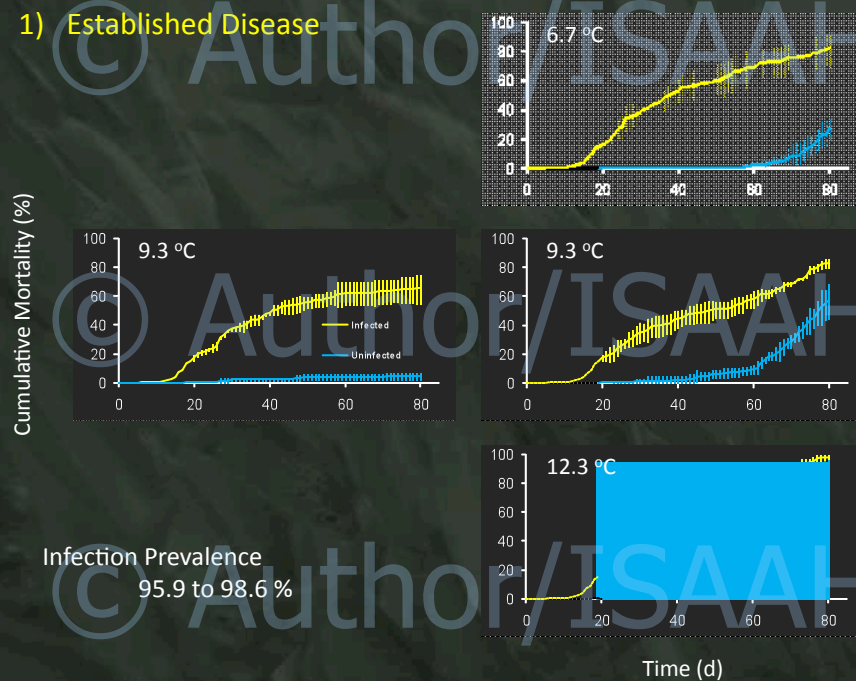 1) Established Disease
© Author/ISAAH
6.7 °C
100
80
60
40
20
0
0 20 40 60 80
Cumulative Mortality (%)
9.3 °C
100
80
60
40
20
0
0 20 40 60 80
Infected
Uninfected
© Author/ISAAH
9.3 °C
100
80
60
40
20
0
0 20 40 60 80
12.3 °C
100
80
60
40
20
0
0 20 40 60 80
Infection Prevalence
95.9 to 98.6 %
© Author/ISAAH
Time (d)